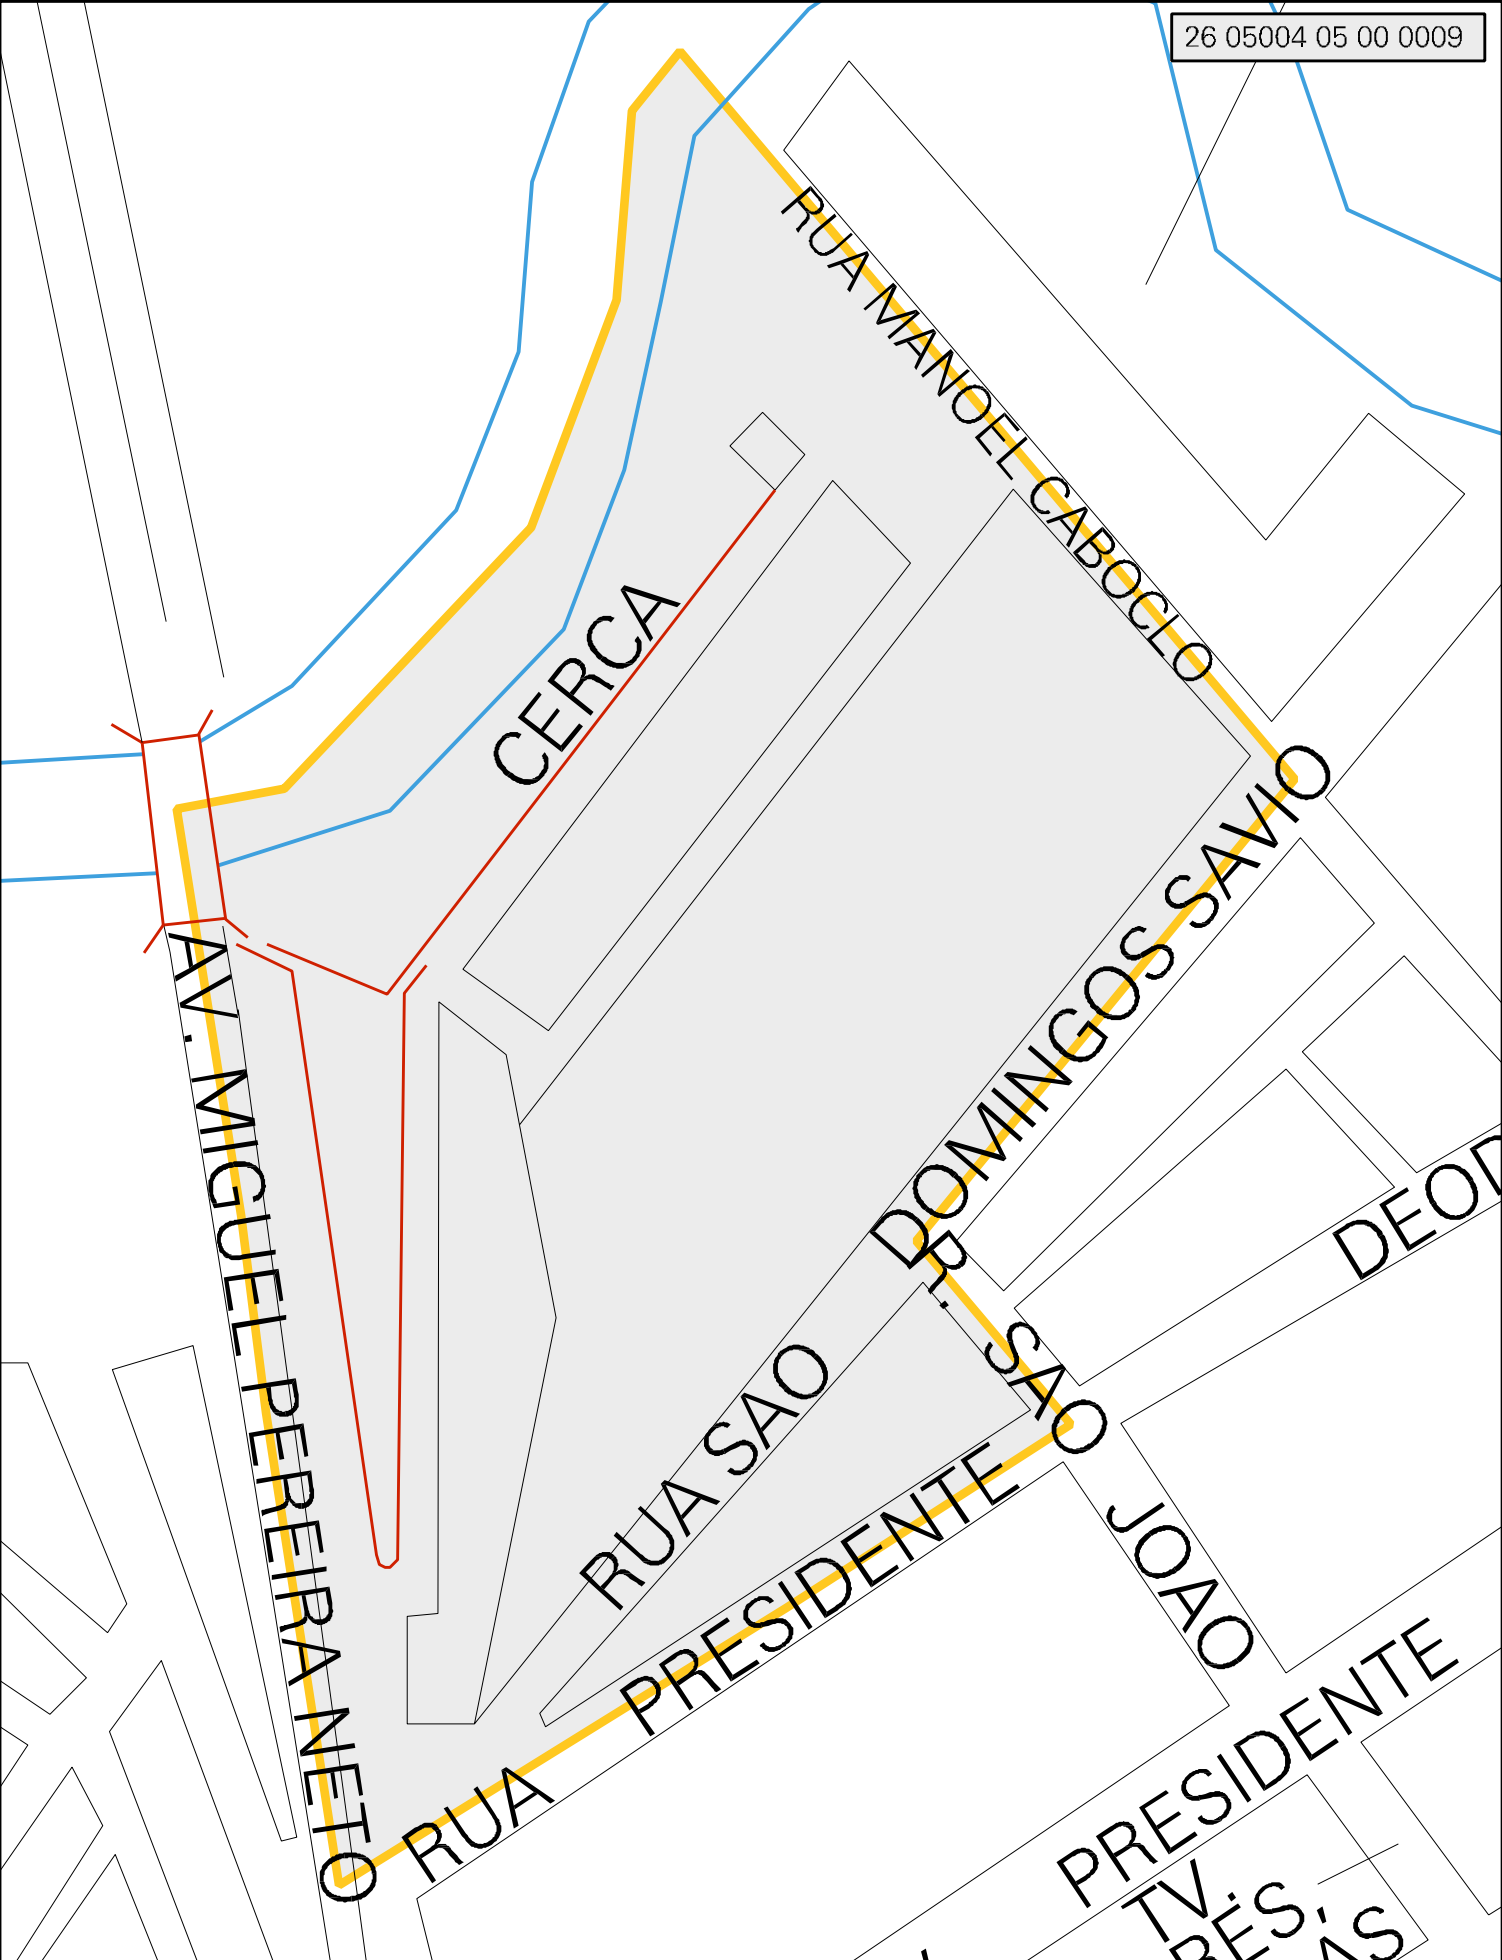 26 05004 05 00 0009
RUA MANOEL CABOCLO
CERCA
RUA SAO DOMINGOS SAVIO
AV. MIGUEL PEREIRA NETO
R. SAO JOAO
RUA PRESIDENTE
PRESIDENTE
TV.